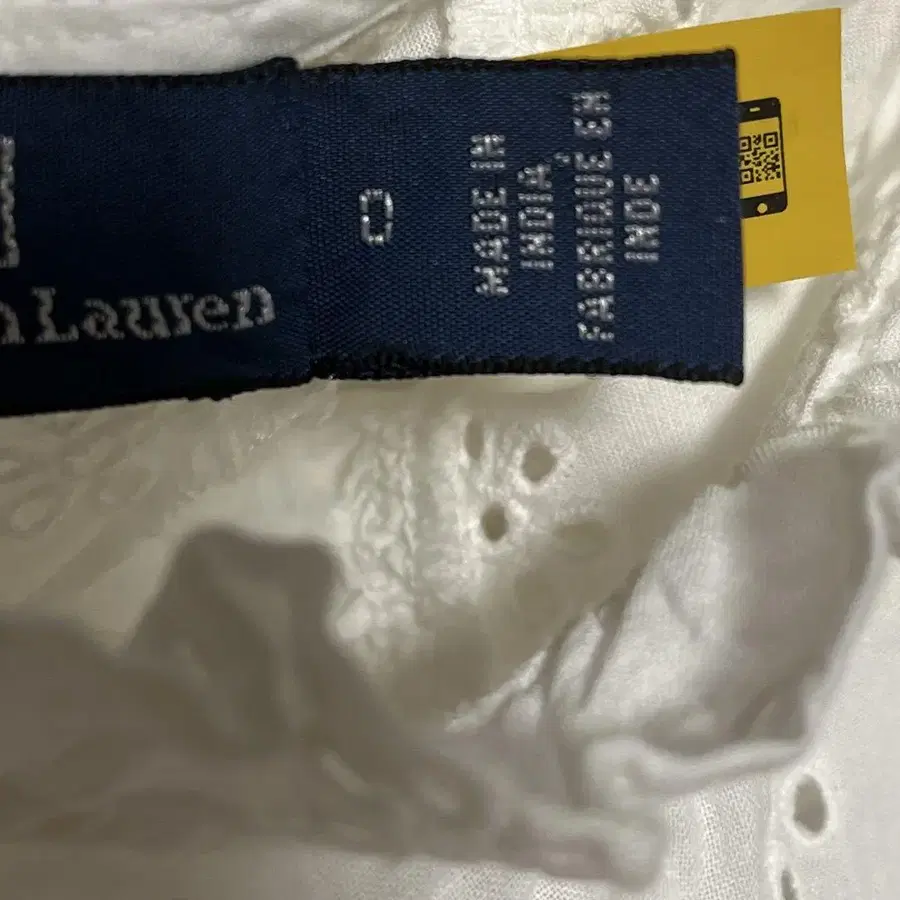 Lauren
0
MADE IN
INDIA
FABRIQUE EN
INDE